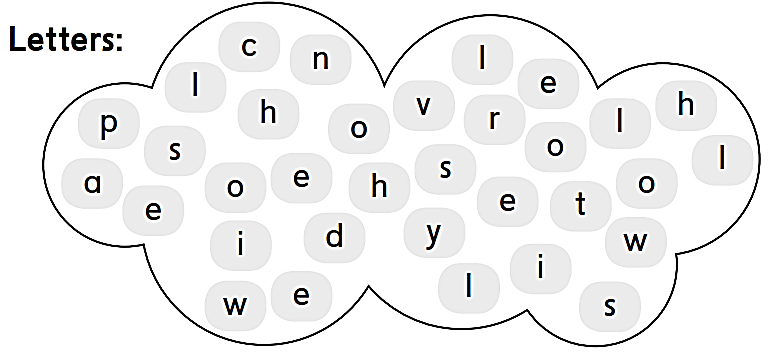 Letters:
c n l
l e
p h o v r l h
s o l
a o e h s o
e e t
i d y w
w e l i s